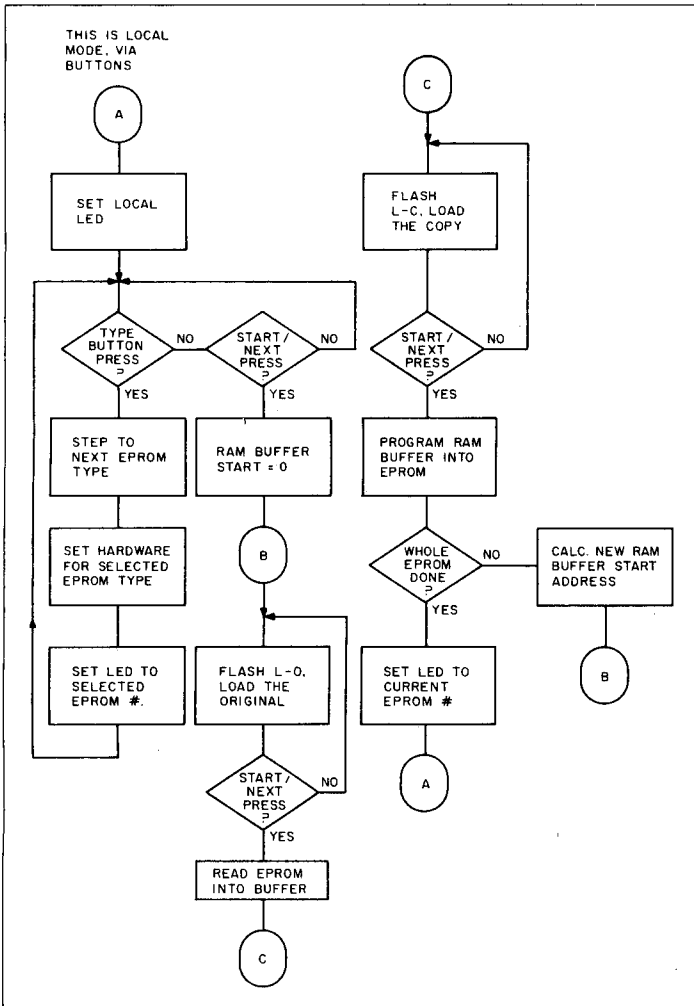 THIS IS LOCAL
MODE, VIA
BUTTONS
A
SET LOCAL
LED
TYPE
BUTTON
PRESS
?
NO
YES
START/
NEXT
PRESS
?
NO
YES
STEP TO
NEXT EPROM
TYPE
SET HARDWARE
FOR SELECTED
EPROM TYPE
SET LED TO
SELECTED
EPROM #.
RAM BUFFER
START = 0
B
FLASH L-O,
LOAD THE
ORIGINAL
START/
NEXT
PRESS
?
NO
YES
READ EPROM
INTO BUFFER
C
C
FLASH
L-C, LOAD
THE COPY
START/
NEXT
PRESS
?
NO
YES
PROGRAM RAM
BUFFER INTO
EPROM
WHOLE
EPROM
DONE
?
NO
YES
CALC. NEW RAM
BUFFER START
ADDRESS
B
SET LED TO
CURRENT
EPROM #
A